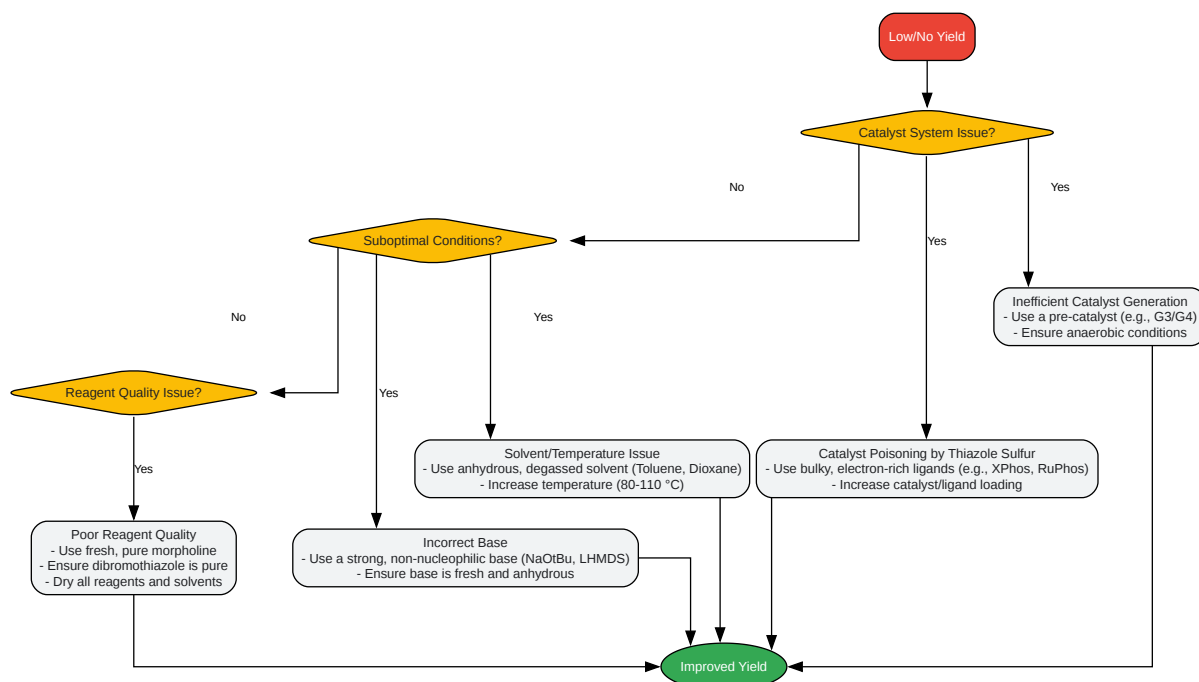 Low/No Yield
Catalyst System Issue?
No
Yes
Yes
Suboptimal Conditions?
Inefficient Catalyst Generation
- Use a pre-catalyst (e.g., G3/G4)
- Ensure anaerobic conditions
No
Yes
Yes
Reagent Quality Issue?
Yes
Solvent/Temperature Issue
- Use anhydrous, degassed solvent (Toluene, Dioxane)
- Increase temperature (80-110 °C)
Catalyst Poisoning by Thiazole Sulfur
- Use bulky, electron-rich ligands (e.g., XPhos, RuPhos)
- Increase catalyst/ligand loading
Poor Reagent Quality
- Use fresh, pure morpholine
- Ensure dibromothiazole is pure
- Dry all reagents and solvents
Incorrect Base
- Use a strong, non-nucleophilic base (NaOtBu, LHMDS)
- Ensure base is fresh and anhydrous
Improved Yield